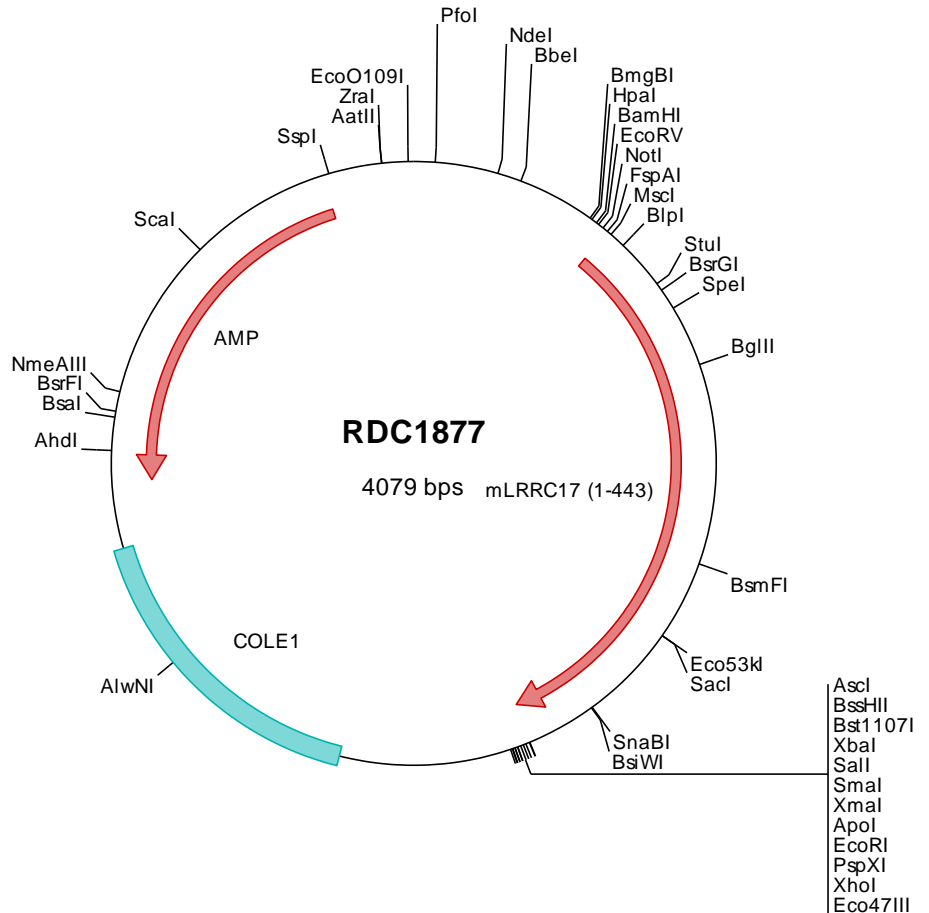 PfoI
NdeI
BbeI
EcoO109I
ZraI
AatII
SspI
ScaI
BmgBI
HpaI
BamHI
EcoRV
NotI
FspAI
MscI
BlpI
StuI
BsrGI
SpeI
BglII
AMP
NmeAIII
BsrFI
BsaI
AhdI
RDC1877
4079 bps
mLRRC17 (1-443)
BsmFI
COLE1
AlwNI
Eco53kI
SacI
SnaBI
BsiWI
AscI
BssHII
Bst1107I
XbaI
SalI
SmaI
XmaI
ApoI
EcoRI
PspXI
XhoI
Eco47III